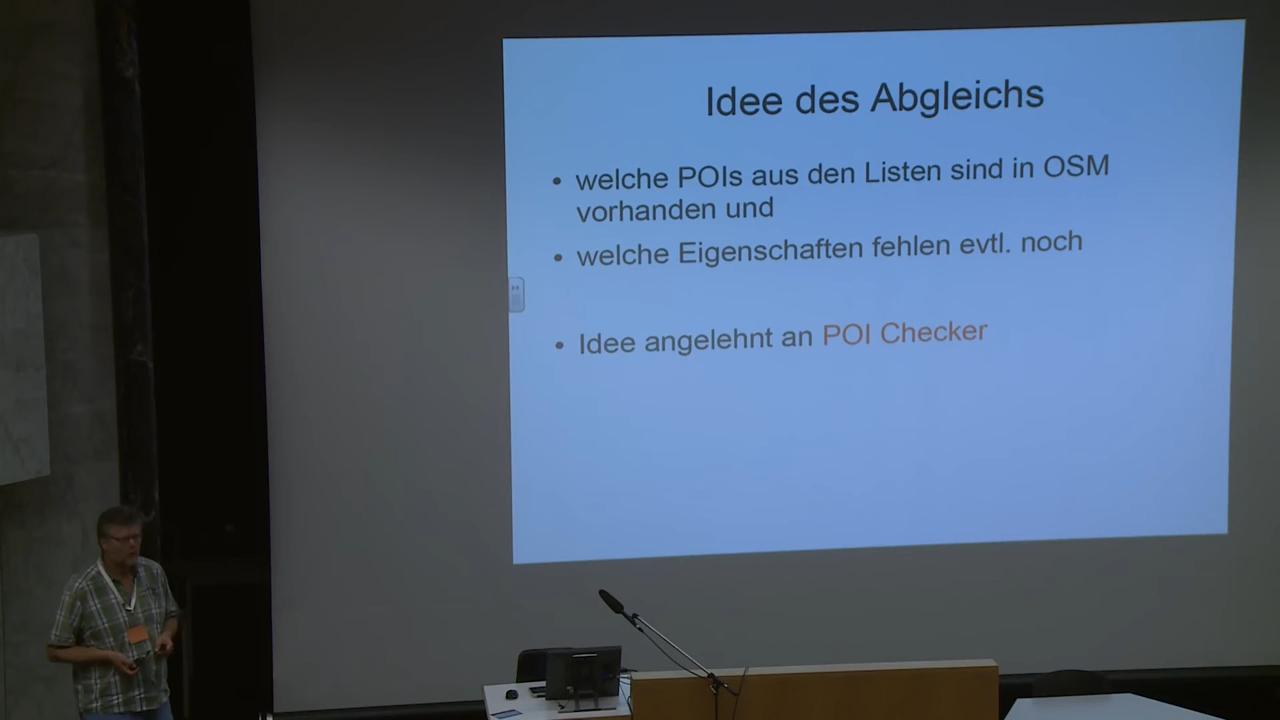 Idee des Abgleichs
• welche POIs aus den Listen sind in OSM
vorhanden und
• welche Eigenschaften fehlen evtl. noch
• Idee angelehnt an POI Checker